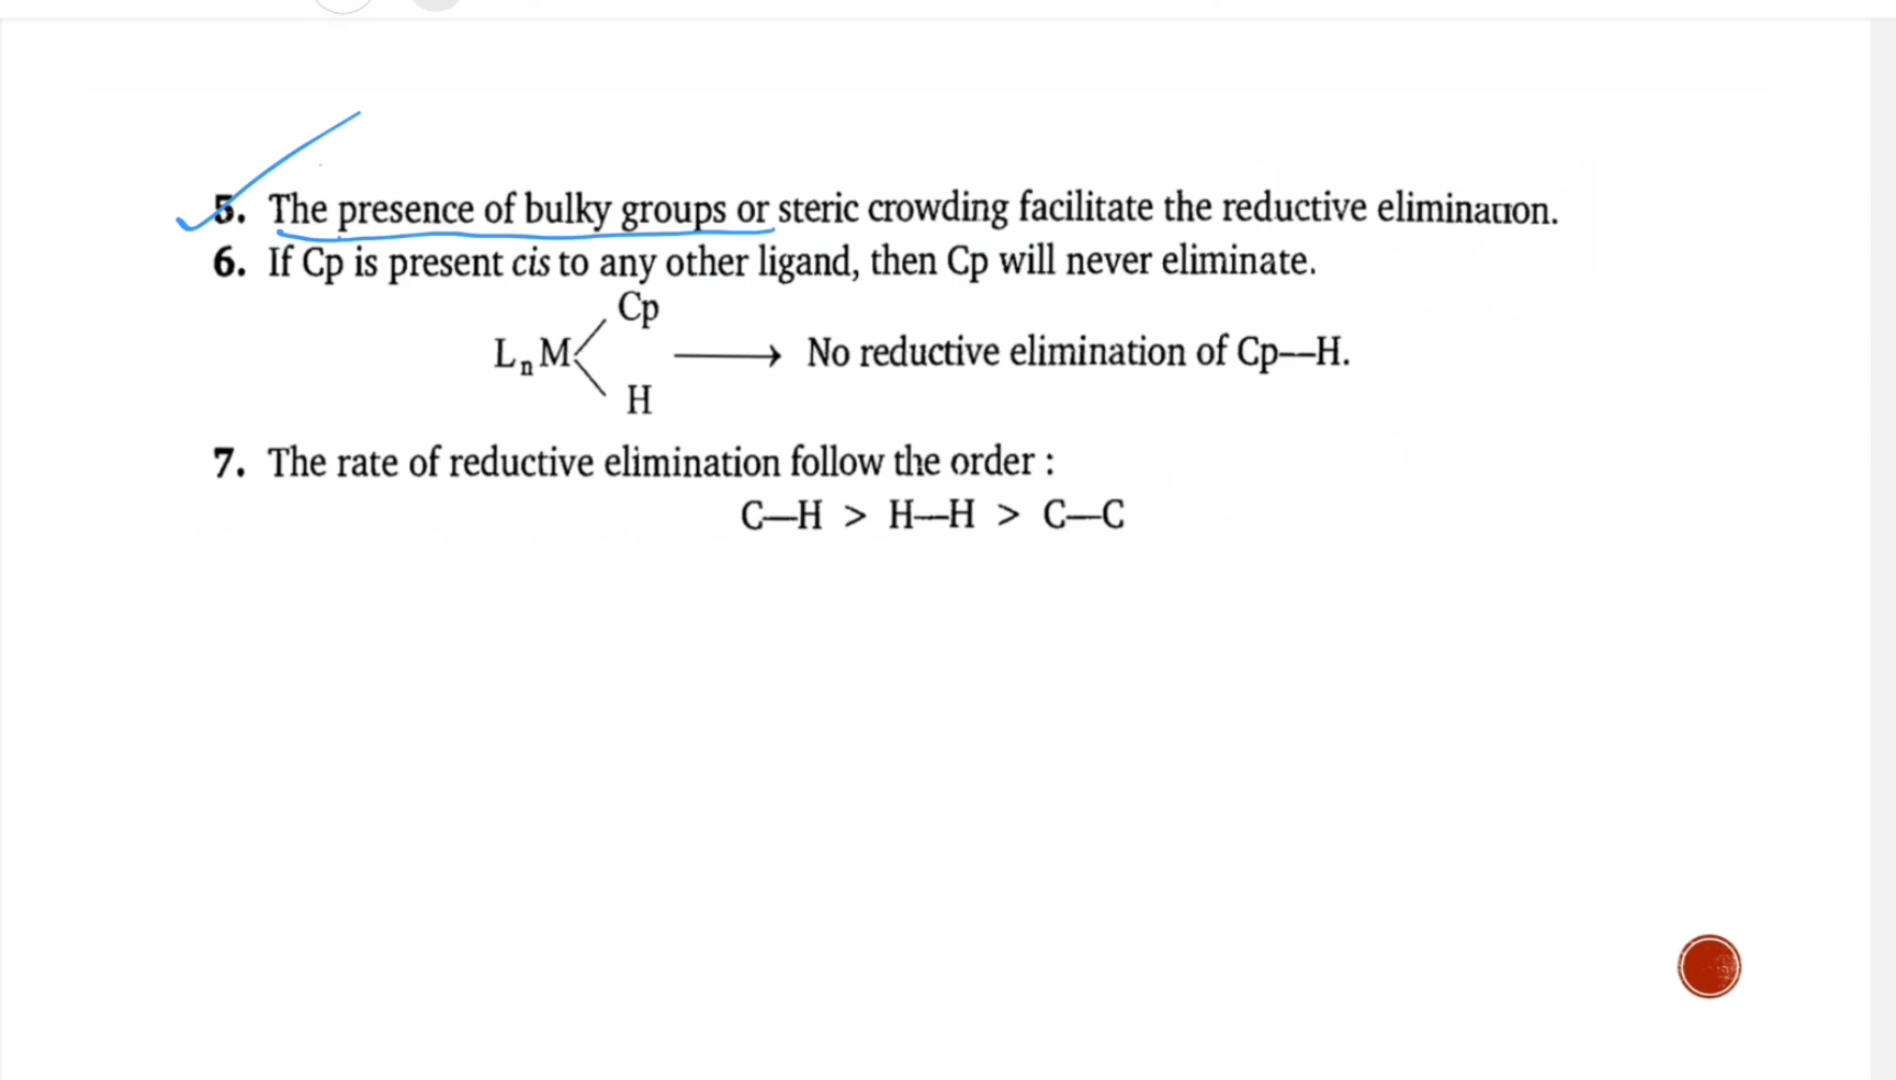 5. The presence of bulky groups or steric crowding facilitate the reductive elimination.
6. If Cp is present cis to any other ligand, then Cp will never eliminate.
Cp
LₙM ⟶ No reductive elimination of Cp—H.
H
7. The rate of reductive elimination follow the order :
C—H > H—H > C—C